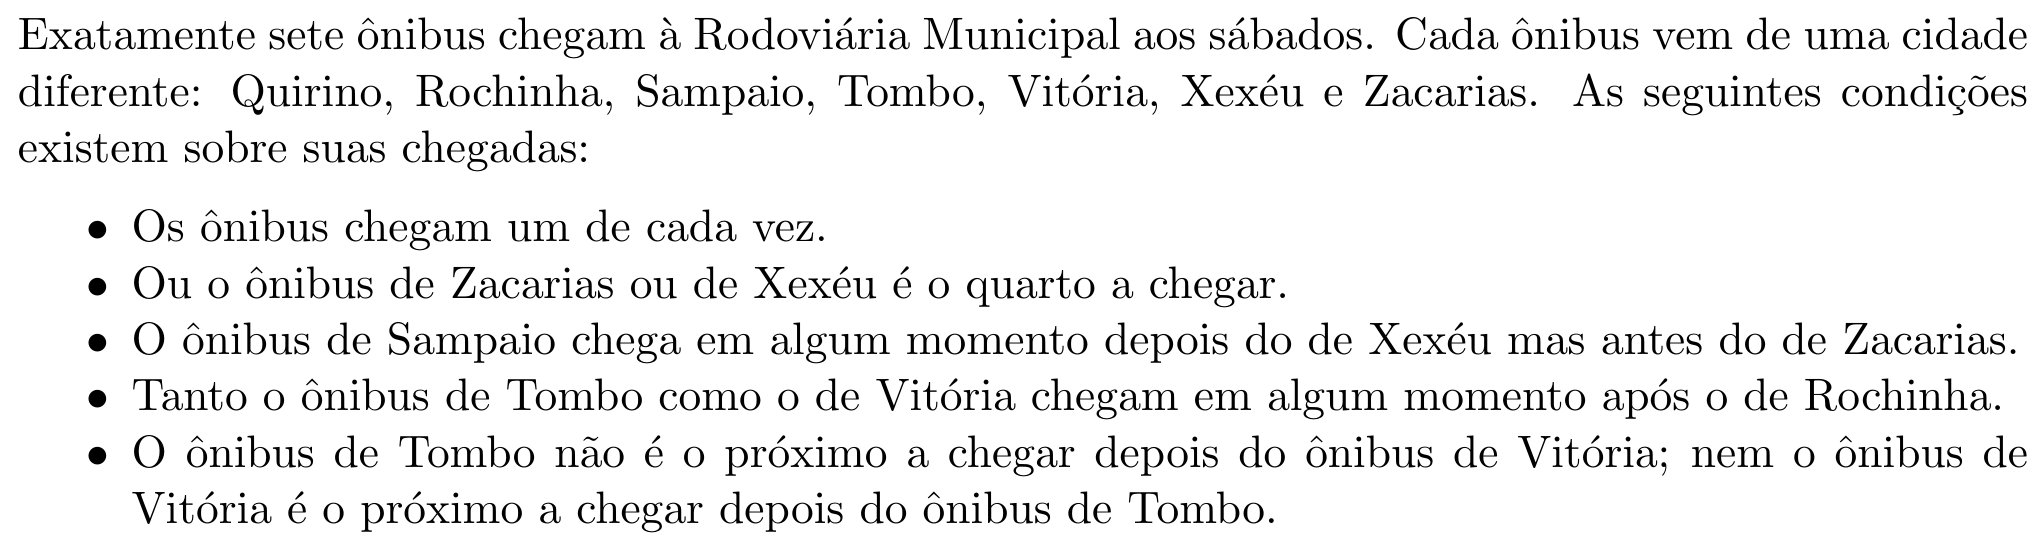 Exatamente sete ônibus chegam à Rodoviária Municipal aos sábados. Cada ônibus vem de uma cidade
diferente: Quirino, Rochinha, Sampaio, Tombo, Vitória, Xexéu e Zacarias. As seguintes condições
existem sobre suas chegadas:
• Os ônibus chegam um de cada vez.
• Ou o ônibus de Zacarias ou de Xexéu é o quarto a chegar.
• O ônibus de Sampaio chega em algum momento depois do de Xexéu mas antes do de Zacarias.
• Tanto o ônibus de Tombo como o de Vitória chegam em algum momento após o de Rochinha.
• O ônibus de Tombo não é o próximo a chegar depois do ônibus de Vitória; nem o ônibus de
Vitória é o próximo a chegar depois do ônibus de Tombo.